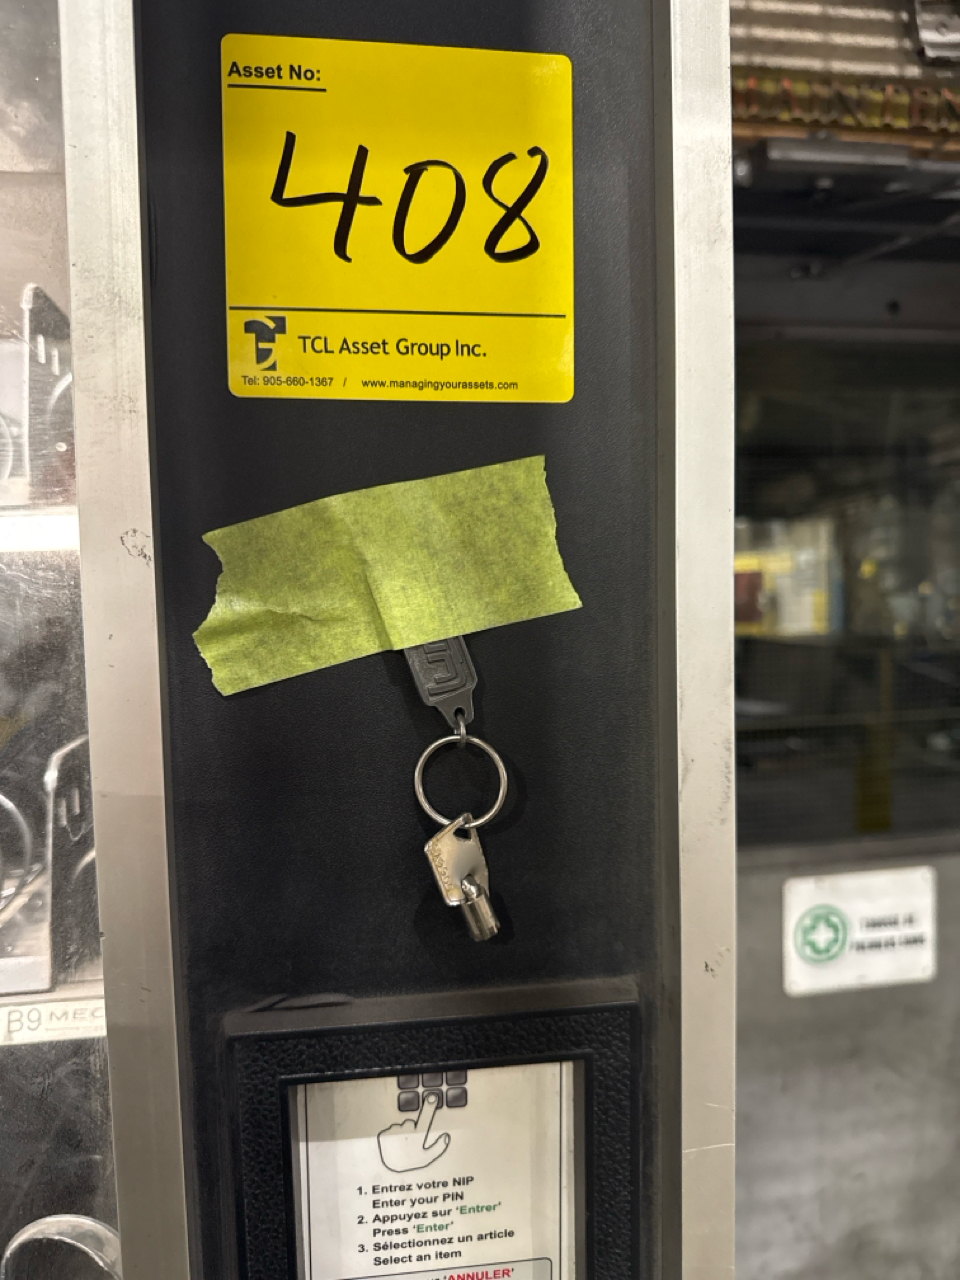 Asset No:
408
TCL Asset Group Inc.
Tel: 905-660-1367 / www.managingyourassets.com
B9 MEC
1. Entrez votre NIP
Enter your PIN
2. Appuyez sur 'Entrer'
Press 'Enter'
3. Sélectionnez un article
Select an item
'ANNULER'